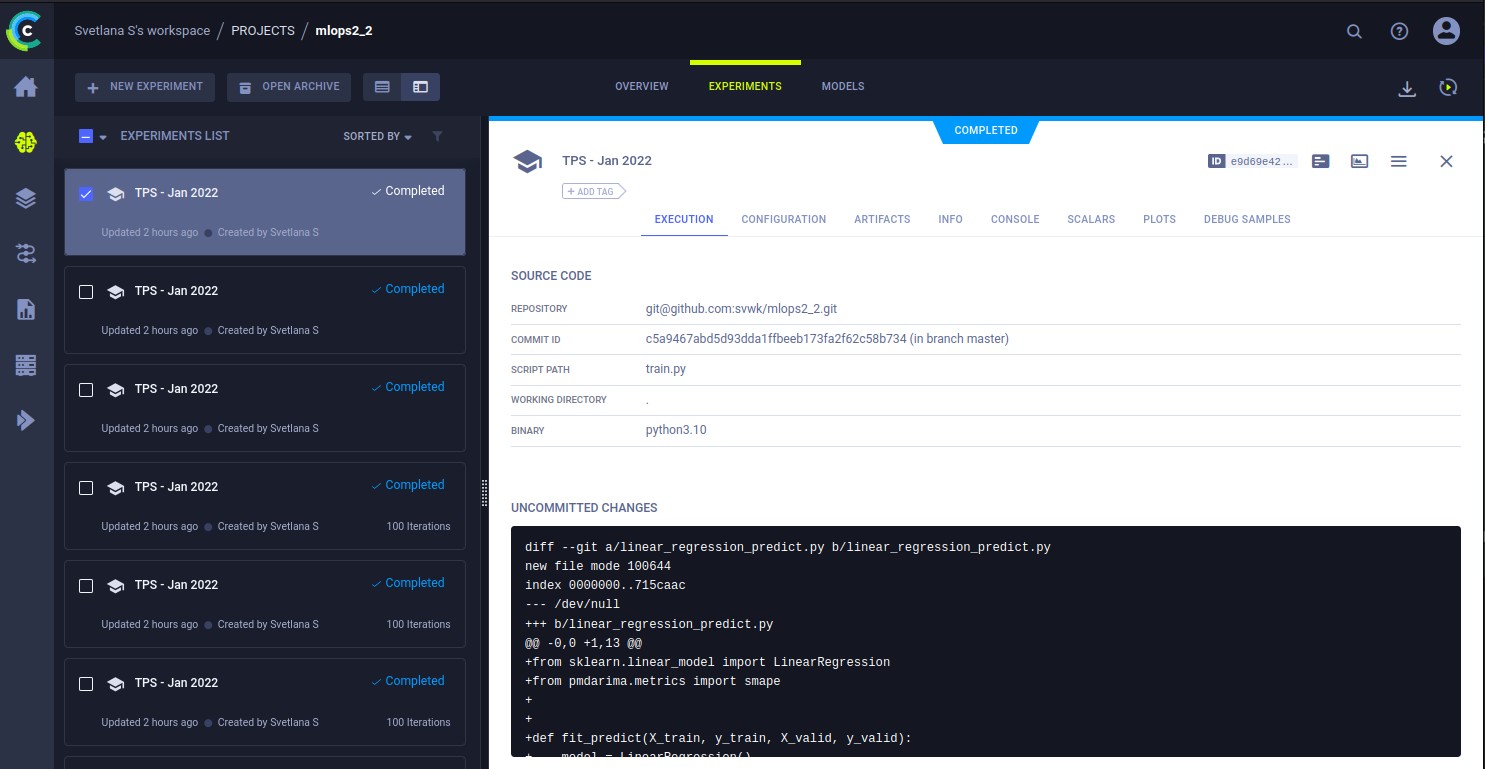 Svetlana S's workspace / PROJECTS / mlops2_2
NEW EXPERIMENT
OPEN ARCHIVE
OVERVIEW
EXPERIMENTS
MODELS
EXPERIMENTS LIST
SORTED BY
TPS - Jan 2022
Completed
Updated 2 hours ago
Created by Svetlana S
TPS - Jan 2022
Completed
Updated 2 hours ago
Created by Svetlana S
TPS - Jan 2022
Completed
Updated 2 hours ago
Created by Svetlana S
TPS - Jan 2022
Completed
Updated 2 hours ago
Created by Svetlana S
100 Iterations
TPS - Jan 2022
Completed
Updated 2 hours ago
Created by Svetlana S
100 Iterations
TPS - Jan 2022
Completed
Updated 2 hours ago
Created by Svetlana S
100 Iterations
COMPLETED
TPS - Jan 2022
ID e9d69e42...
+ ADD TAG
EXECUTION
CONFIGURATION
ARTIFACTS
INFO
CONSOLE
SCALARS
PLOTS
DEBUG SAMPLES
SOURCE CODE
REPOSITORY git@github.com:svwk/mlops2_2.git
COMMIT ID c5a9467abd5d93dda1ffbeeb173fa2f62c58b734 (in branch master)
SCRIPT PATH train.py
WORKING DIRECTORY .
BINARY python3.10
UNCOMMITTED CHANGES
diff --git a/linear_regression_predict.py b/linear_regression_predict.py
new file mode 100644
index 0000000..715caac
--- /dev/null
+++ b/linear_regression_predict.py
@@ -0,0 +1,13 @@
+from sklearn.linear_model import LinearRegression
+from pmdarima.metrics import smape
+
+
+def fit_predict(X_train, y_train, X_valid, y_valid):
+    model = LinearRegression()